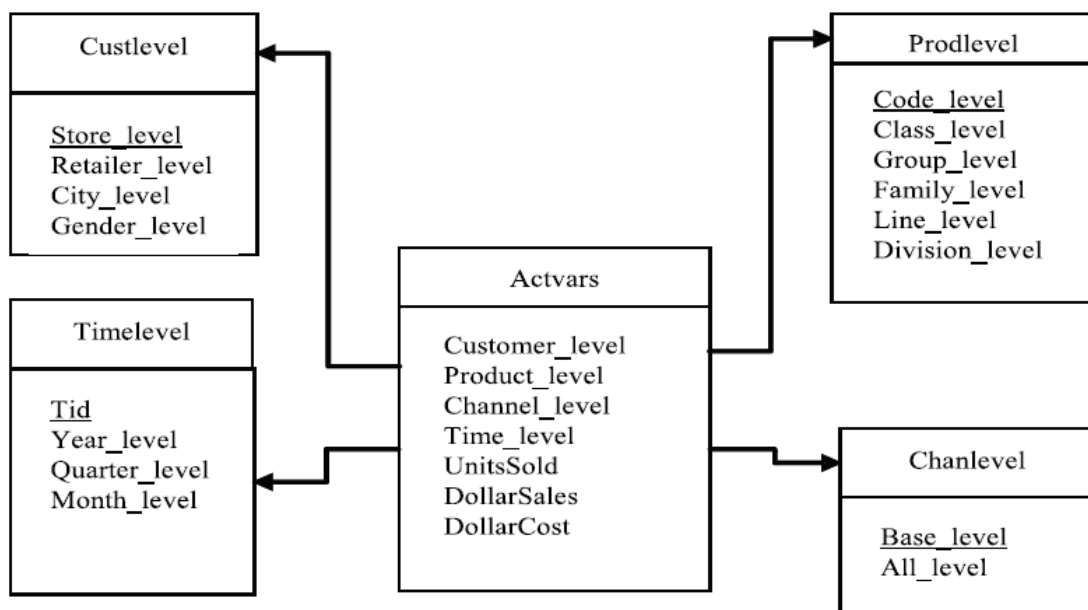 Custlevel
Store_level
Retailer_level
City_level
Gender_level
Timelevel
Tid
Year_level
Quarter_level
Month_level
Actvars
Customer_level
Product_level
Channel_level
Time_level
UnitsSold
DollarSales
DollarCost
Prodlevel
Code_level
Class_level
Group_level
Family_level
Line_level
Division_level
Chanlevel
Base_level
All_level